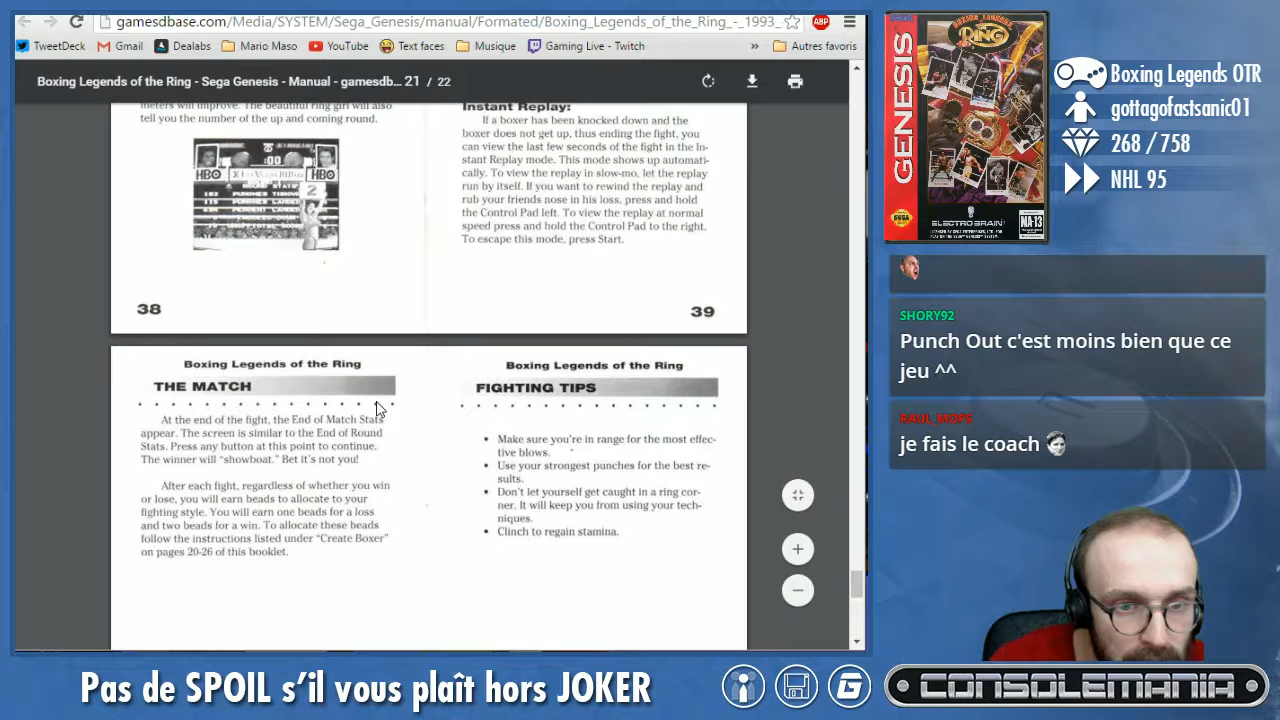 gamesdbase.com/Media/SYSTEM/Sega_Genesis/manual/Formated/Boxing_Legends_of_the_Ring_-_1993_
ABP
TweetDeck
Gmail
Dealabs
Mario Maso
YouTube
Text faces
Musique
Gaming Live - Twitch
»
Autres favoris
Boxing Legends of the Ring - Sega Genesis - Manual - gamesdb... 21 / 22
meters will improve. The beautiful ring girl will also
tell you the number of the up and coming round.
HBO
HBO
2
38
Instant Replay:
If a boxer has been knocked down and the
boxer does not get up, thus ending the fight, you
can view the last few seconds of the fight in the In-
stant Replay mode. This mode shows up automati-
cally. To view the replay in slow-mo, let the replay
run by itself. If you want to rewind the replay and
rub your friends nose in his loss, press and hold
the Control Pad left. To view the replay at normal
speed press and hold the Control Pad to the right.
To escape this mode, press Start.
39
Boxing Legends of the Ring
THE MATCH
At the end of the fight, the End of Match Stats
appear. The screen is similar to the End of Round
Stats. Press any button at this point to continue.
The winner will “showboat.” Bet it's not you!
After each fight, regardless of whether you win
or lose, you will earn beads to allocate to your
fighting style. You will earn one beads for a loss
and two beads for a win. To allocate these beads
follow the instructions listed under “Create Boxer”
on pages 20-26 of this booklet.
Boxing Legends of the Ring
FIGHTING TIPS
• Make sure you're in range for the most effec-
tive blows.
• Use your strongest punches for the best re-
sults.
• Don't let yourself get caught in a ring cor-
ner. It will keep you from using your tech-
niques.
• Clinch to regain stamina.
GENESIS
RING
SEGA
ELECTRO BRAIN
MA-13
Boxing Legends OTR
gottagofastsanic01
268 / 758
NHL 95
SHORY92
Punch Out c'est moins bien que ce
jeu ^^
RAUL_MOPS
je fais le coach
Pas de SPOIL s'il vous plaît hors JOKER
G
CONSOLEMANIA